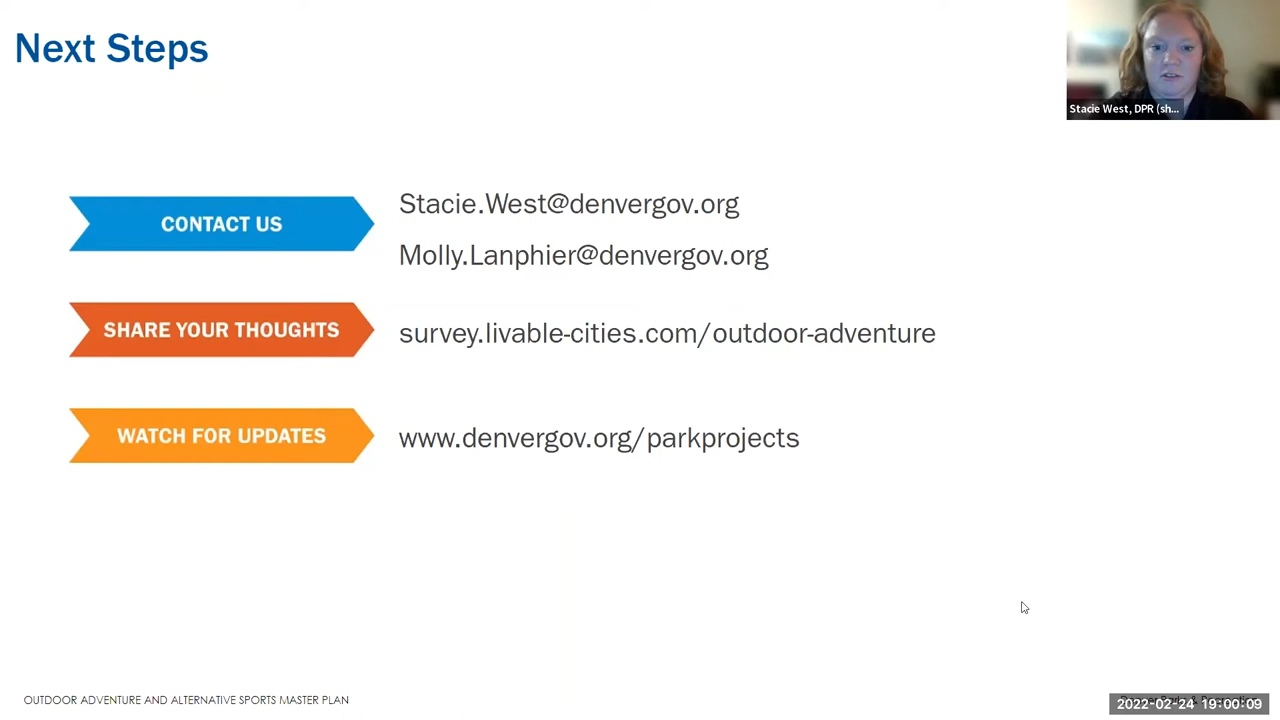 Next Steps
Stacie West, DPR (sh...
CONTACT US
Stacie.West@denvergov.org
Molly.Lanphier@denvergov.org
SHARE YOUR THOUGHTS
survey.livable-cities.com/outdoor-adventure
WATCH FOR UPDATES
www.denvergov.org/parkprojects
OUTDOOR ADVENTURE AND ALTERNATIVE SPORTS MASTER PLAN
2022-02-24 19:00:09